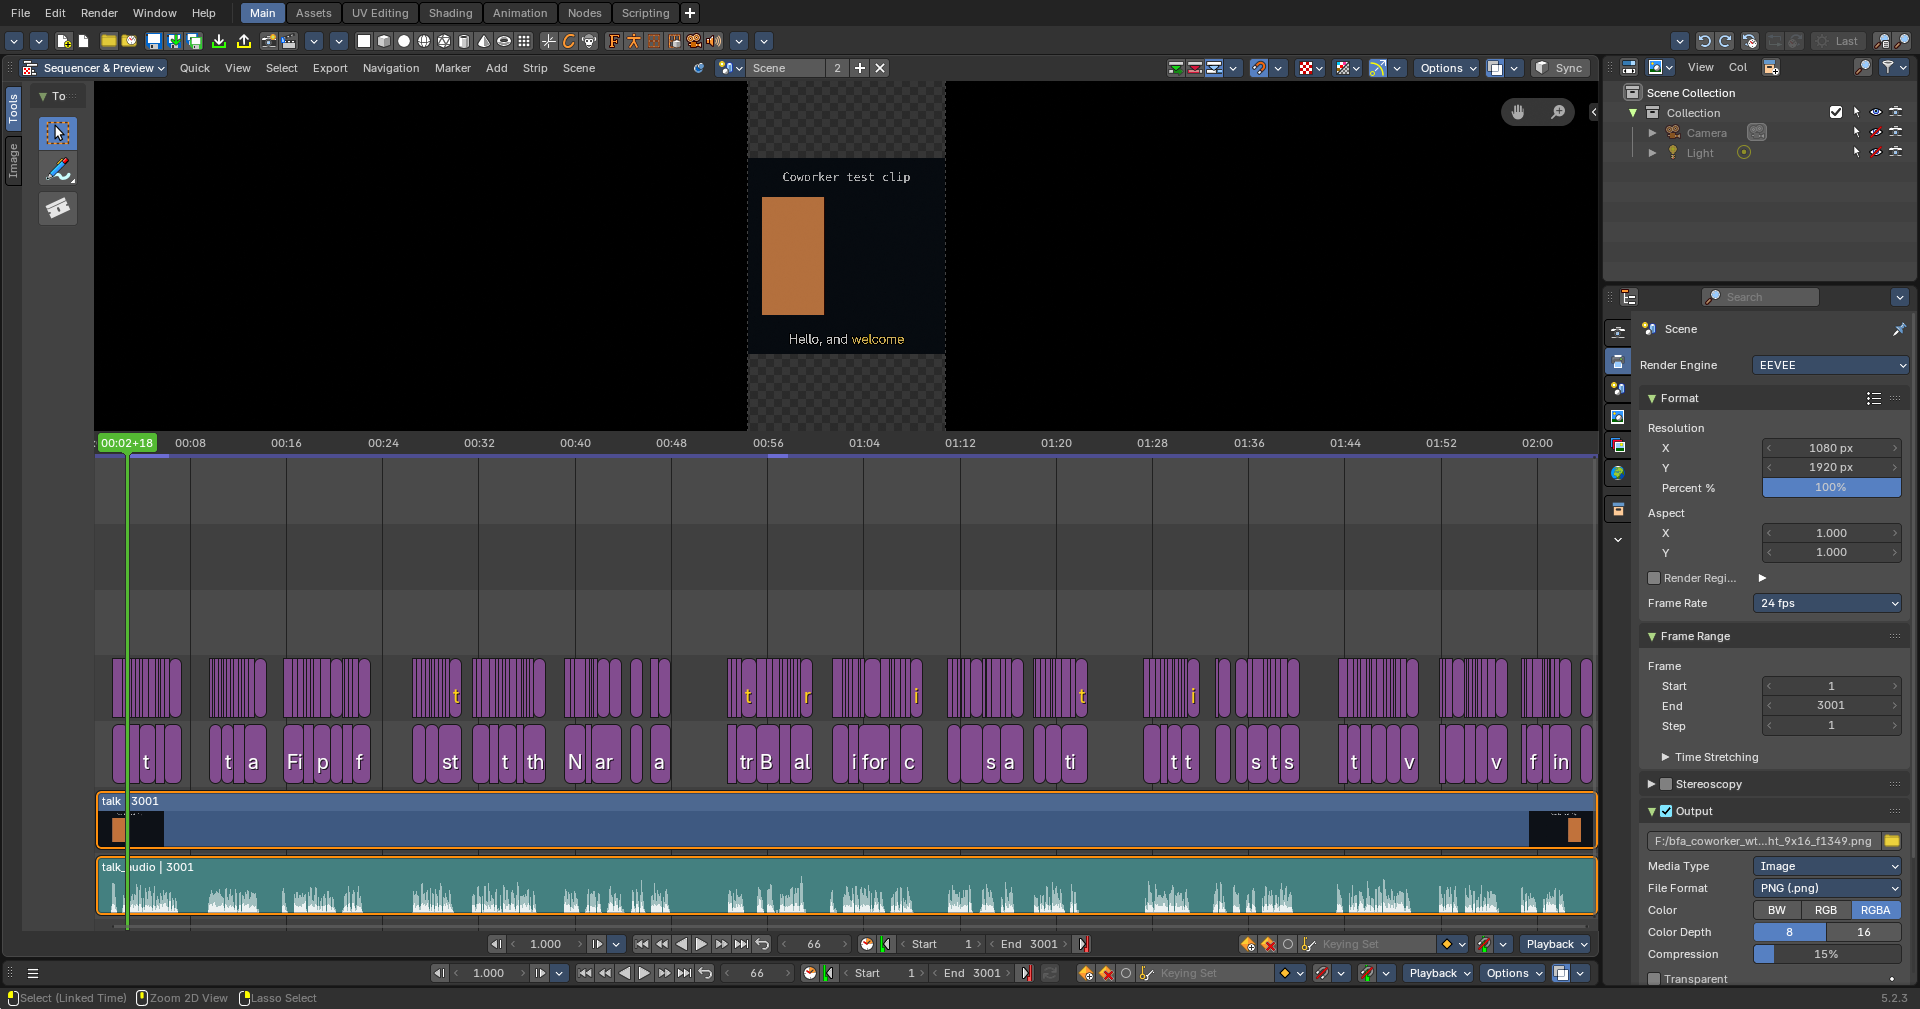 File Edit Render Window Help Main Assets UV Editing Shading Animation Nodes Scripting
Last
Sequencer & Preview Quick View Select Export Navigation Marker Add Strip Scene Scene 2 Options Sync
View Col
To
Tools
Image
Scene Collection
Collection
Camera
Light
Coworker test clip
Hello, and welcome
Search
Scene
Render Engine EEVEE
Format
Resolution
X 1080 px
Y 1920 px
Percent % 100%
Aspect
X 1.000
Y 1.000
Render Regi...
Frame Rate 24 fps
Frame Range
Frame
Start 1
End 3001
Step 1
Time Stretching
Stereoscopy
Output
F:/bfa_coworker_wt...ht_9x16_f1349.png
Media Type Image
File Format PNG (.png)
Color BW RGB RGBA
Color Depth 8 16
Compression 15%
Transparent
00:02+18 00:08 00:16 00:24 00:32 00:40 00:48 00:56 01:04 01:12 01:20 01:28 01:36 01:44 01:52 02:00
t t r i t i
t t a Fi p f st t th N ar a tr B al i for c s a ti t t s t s t v v f in
talk | 3001
talk_audio | 3001
1.000 66 Start 1 End 3001 Keying Set Playback
1.000 66 Start 1 End 3001 Keying Set Playback Options
Select (Linked Time) Zoom 2D View Lasso Select 5.2.3